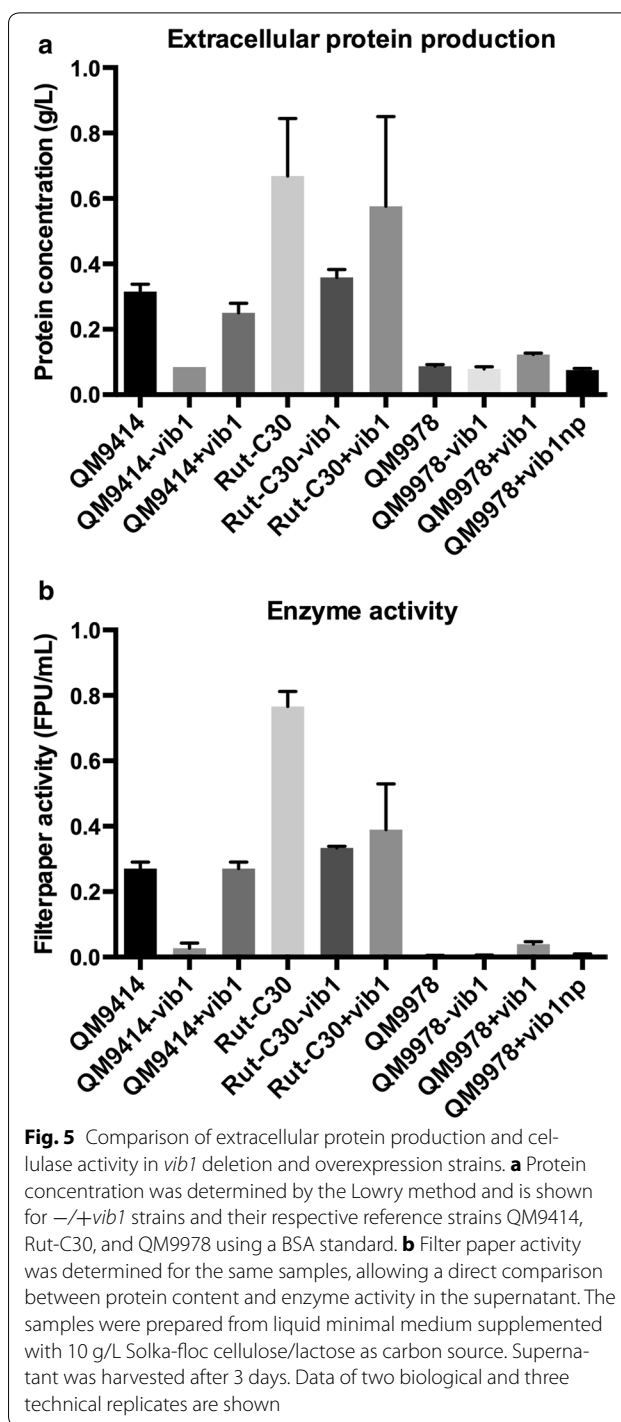 a
Extracellular protein production
Protein concentration (g/L)
1.0
0.8
0.6
0.4
0.2
0.0
QM9414
QM9414-vib1
QM9414+vib1
Rut-C30
Rut-C30-vib1
Rut-C30+vib1
QM9978
QM9978-vib1
QM9978+vib1
QM9978+vib1np
b
Enzyme activity
Filterpaper activity (FPU/mL)
1.0
0.8
0.6
0.4
0.2
0.0
QM9414
QM9414-vib1
QM9414+vib1
Rut-C30
Rut-C30-vib1
Rut-C30+vib1
QM9978
QM9978-vib1
QM9978+vib1
QM9978+vib1np
Fig. 5 Comparison of extracellular protein production and cel-
lulase activity in vib1 deletion and overexpression strains. a Protein
concentration was determined by the Lowry method and is shown
for −/+vib1 strains and their respective reference strains QM9414,
Rut-C30, and QM9978 using a BSA standard. b Filter paper activity
was determined for the same samples, allowing a direct comparison
between protein content and enzyme activity in the supernatant. The
samples were prepared from liquid minimal medium supplemented
with 10 g/L Solka-floc cellulose/lactose as carbon source. Superna-
tant was harvested after 3 days. Data of two biological and three
technical replicates are shown